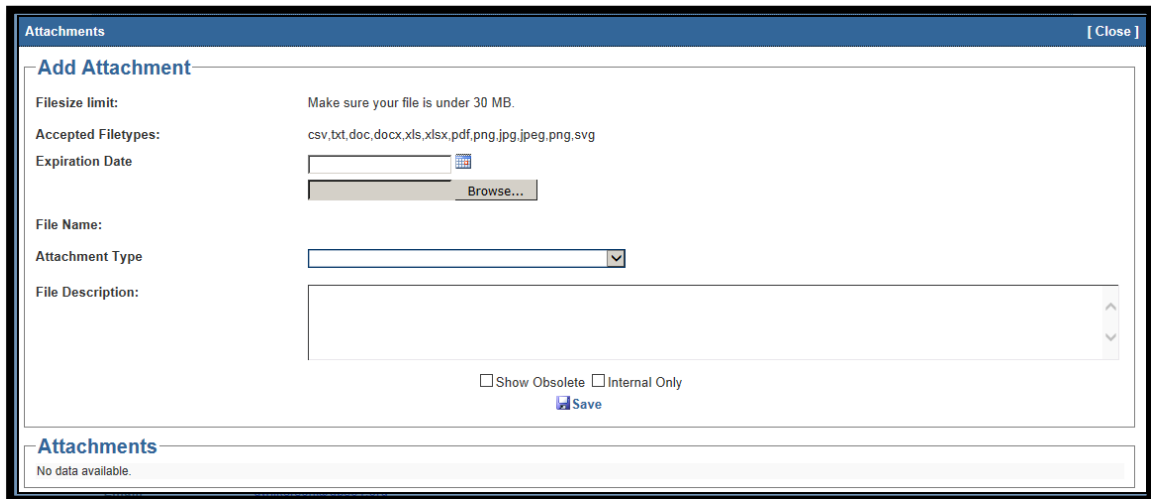 Attachments [ Close ]
Add Attachment
Filesize limit: Make sure your file is under 30 MB.
Accepted Filetypes: csv,txt,doc,docx,xls,xlsx,pdf,png,jpg,jpeg,png,svg
Expiration Date
Browse...
File Name:
Attachment Type
File Description:
Show Obsolete Internal Only
Save
Attachments
No data available.